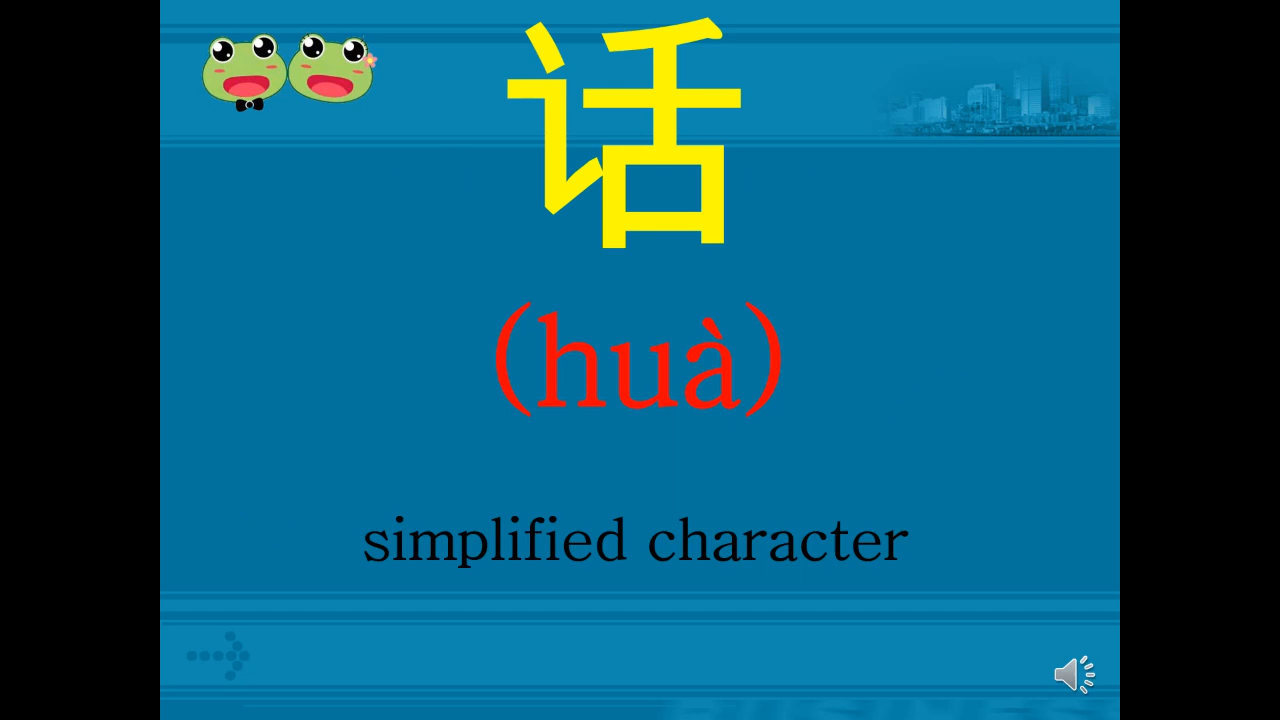 话
(huà)
simplified character